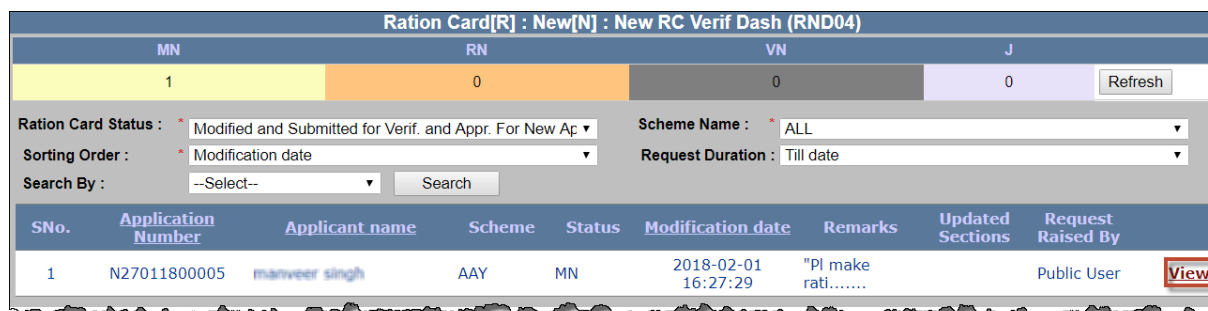 Ration Card[R] : New[N] : New RC Verif Dash (RND04)
MN RN VN J
1 0 0 0 Refresh
Ration Card Status : * Modified and Submitted for Verif. and Appr. For New Ap Scheme Name : * ALL
Sorting Order : * Modification date Request Duration : Till date
Search By : --Select-- Search
SNo. Application Number Applicant name Scheme Status Modification date Remarks Updated Sections Request Raised By
1 N27011800005 AAY MN 2018-02-01 16:27:29 "Pl make rati....... Public User View